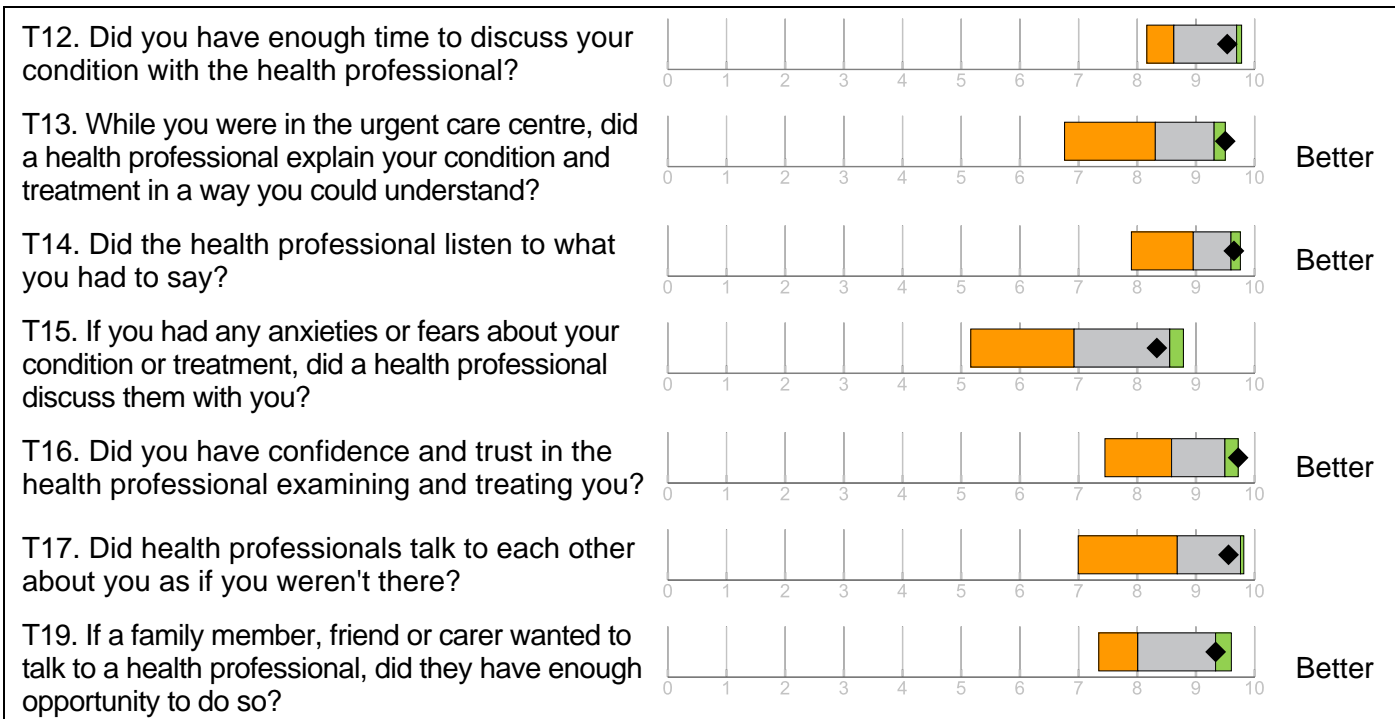 T12. Did you have enough time to discuss your
condition with the health professional?
0 1 2 3 4 5 6 7 8 9 10
T13. While you were in the urgent care centre, did
a health professional explain your condition and
treatment in a way you could understand?
0 1 2 3 4 5 6 7 8 9 10
Better
T14. Did the health professional listen to what
you had to say?
0 1 2 3 4 5 6 7 8 9 10
Better
T15. If you had any anxieties or fears about your
condition or treatment, did a health professional
discuss them with you?
0 1 2 3 4 5 6 7 8 9 10
T16. Did you have confidence and trust in the
health professional examining and treating you?
0 1 2 3 4 5 6 7 8 9 10
Better
T17. Did health professionals talk to each other
about you as if you weren't there?
0 1 2 3 4 5 6 7 8 9 10
T19. If a family member, friend or carer wanted to
talk to a health professional, did they have enough
opportunity to do so?
0 1 2 3 4 5 6 7 8 9 10
Better